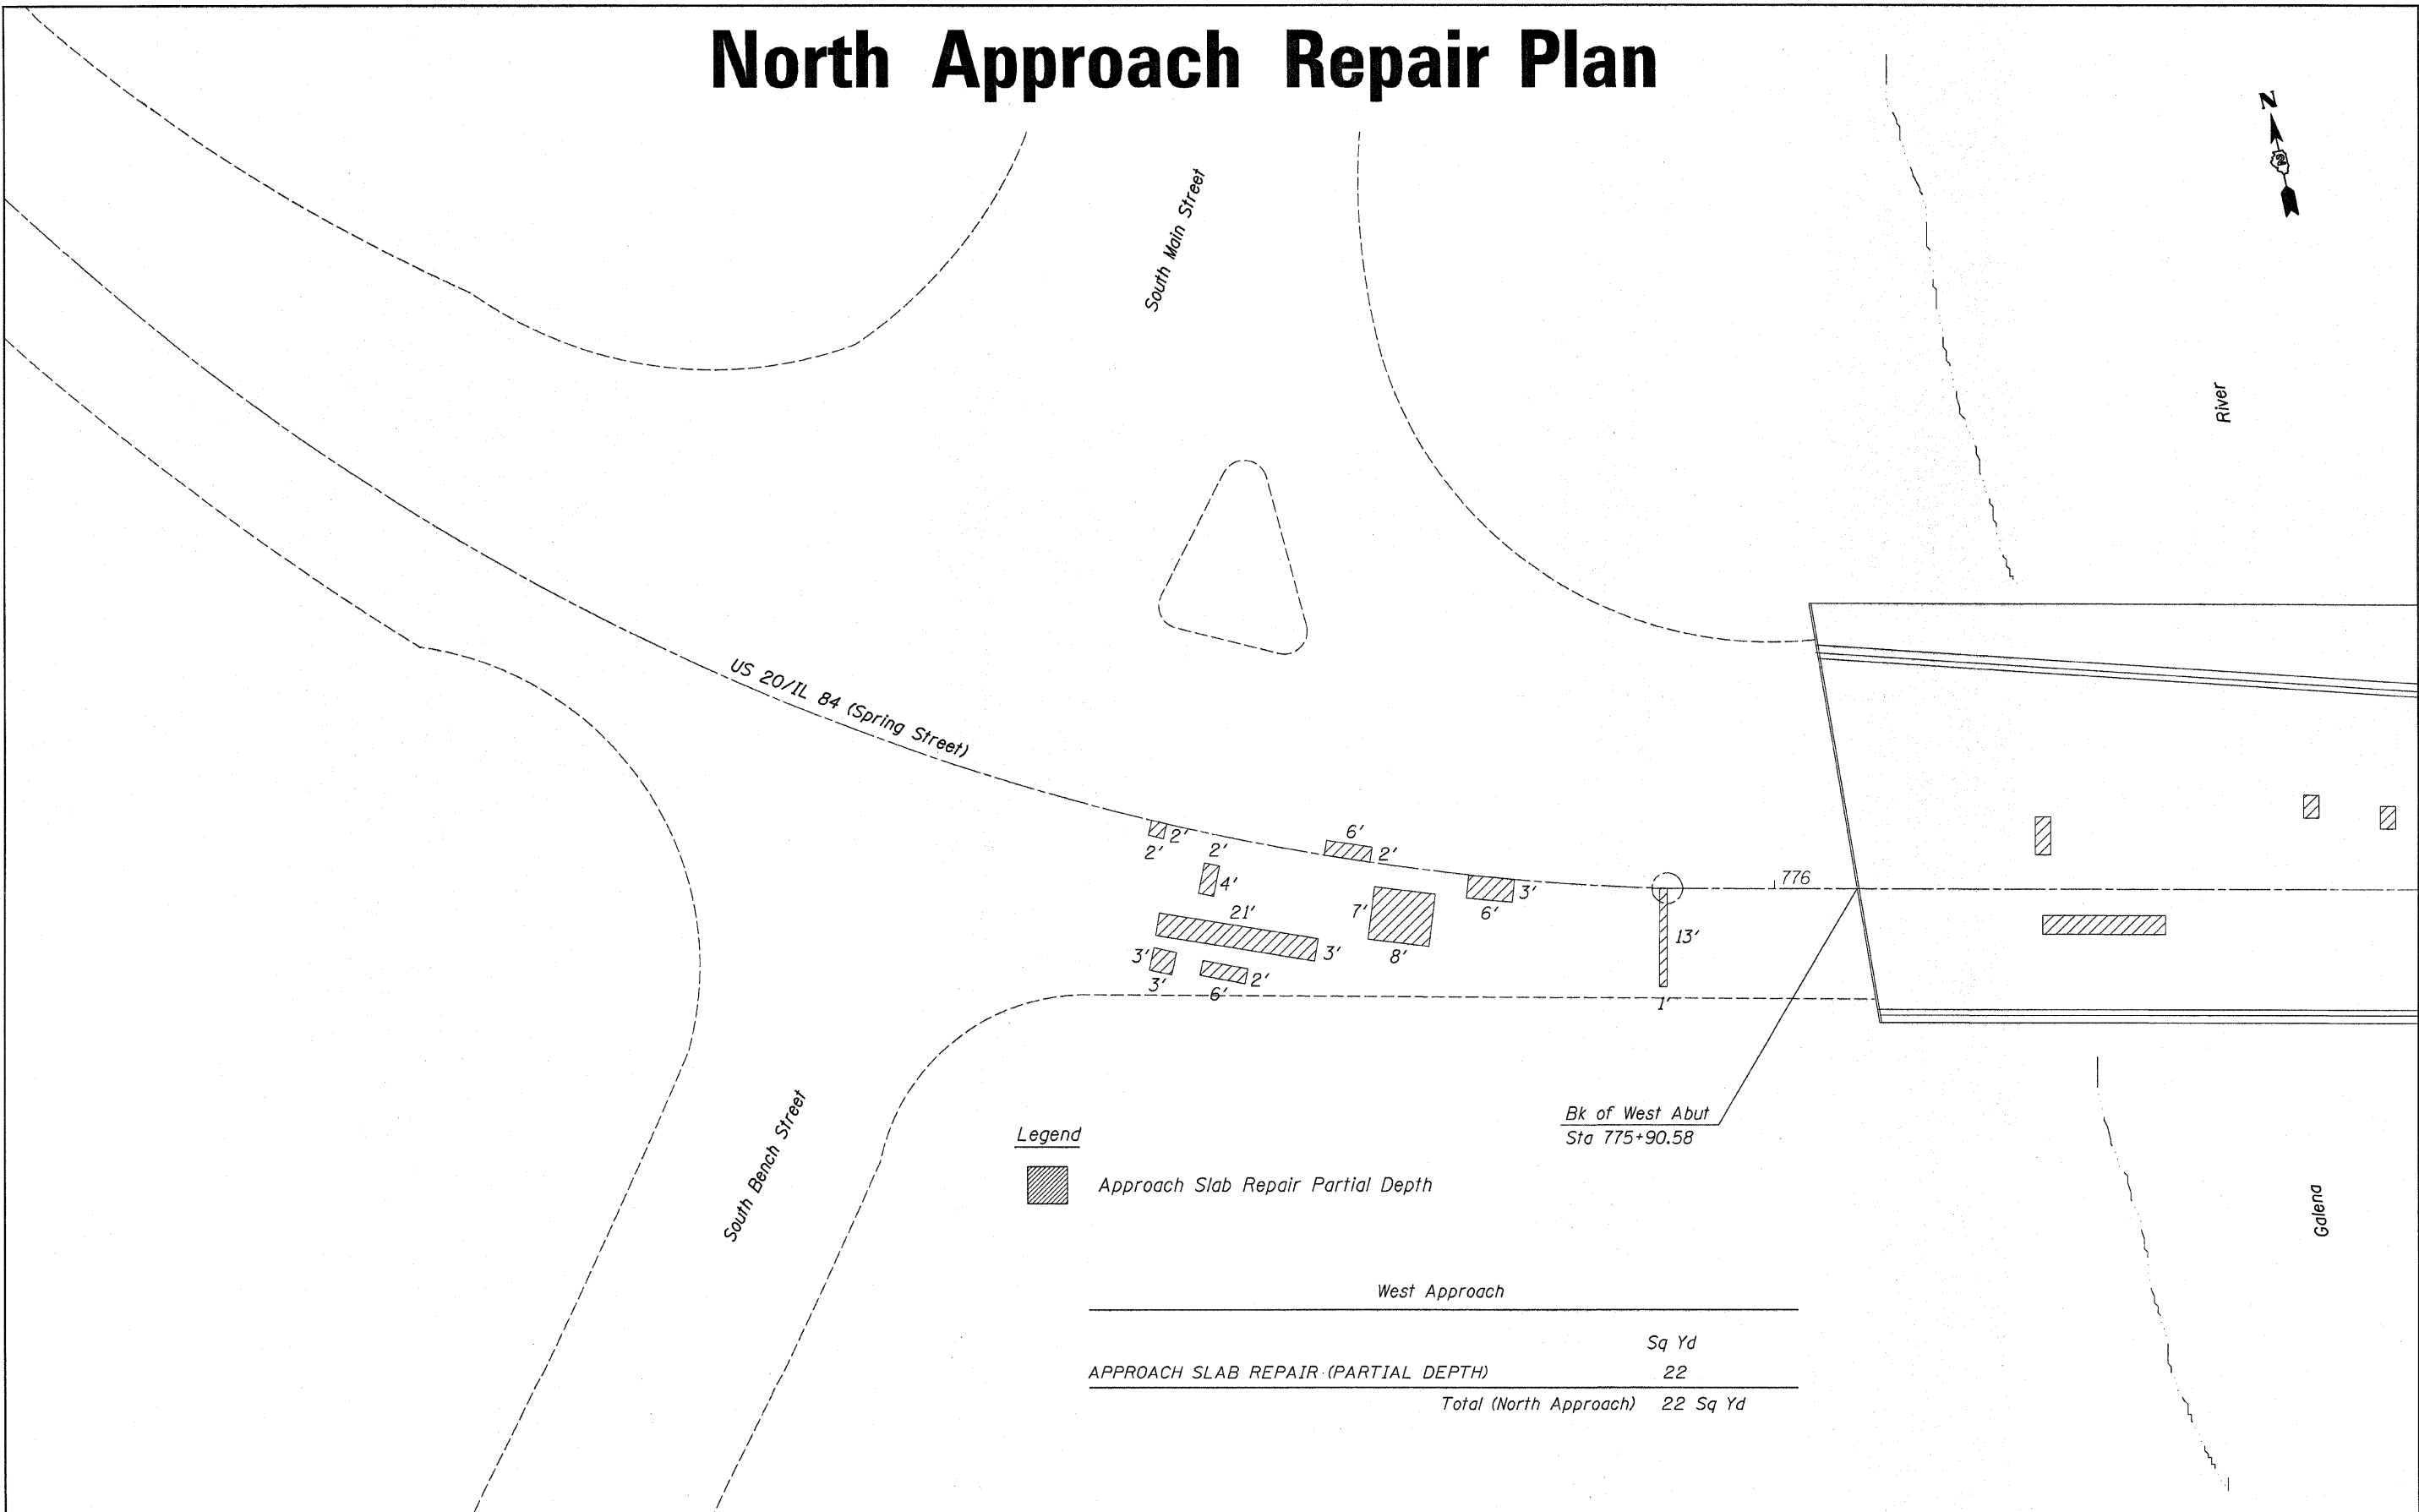 North Approach Repair Plan
N
South Main Street
River
US 20/IL 84 (Spring Street)
2'
2'
2'
4'
6'
2'
21'
3'
3'
3'
6'
2'
7'
8'
3'
6'
776
13'
1'
Bk of West Abut
Sta 775+90.58
South Bench Street
Legend
Approach Slab Repair Partial Depth
Galena
West Approach
Sq Yd
APPROACH SLAB REPAIR (PARTIAL DEPTH) 22
Total (North Approach) 22 Sq Yd